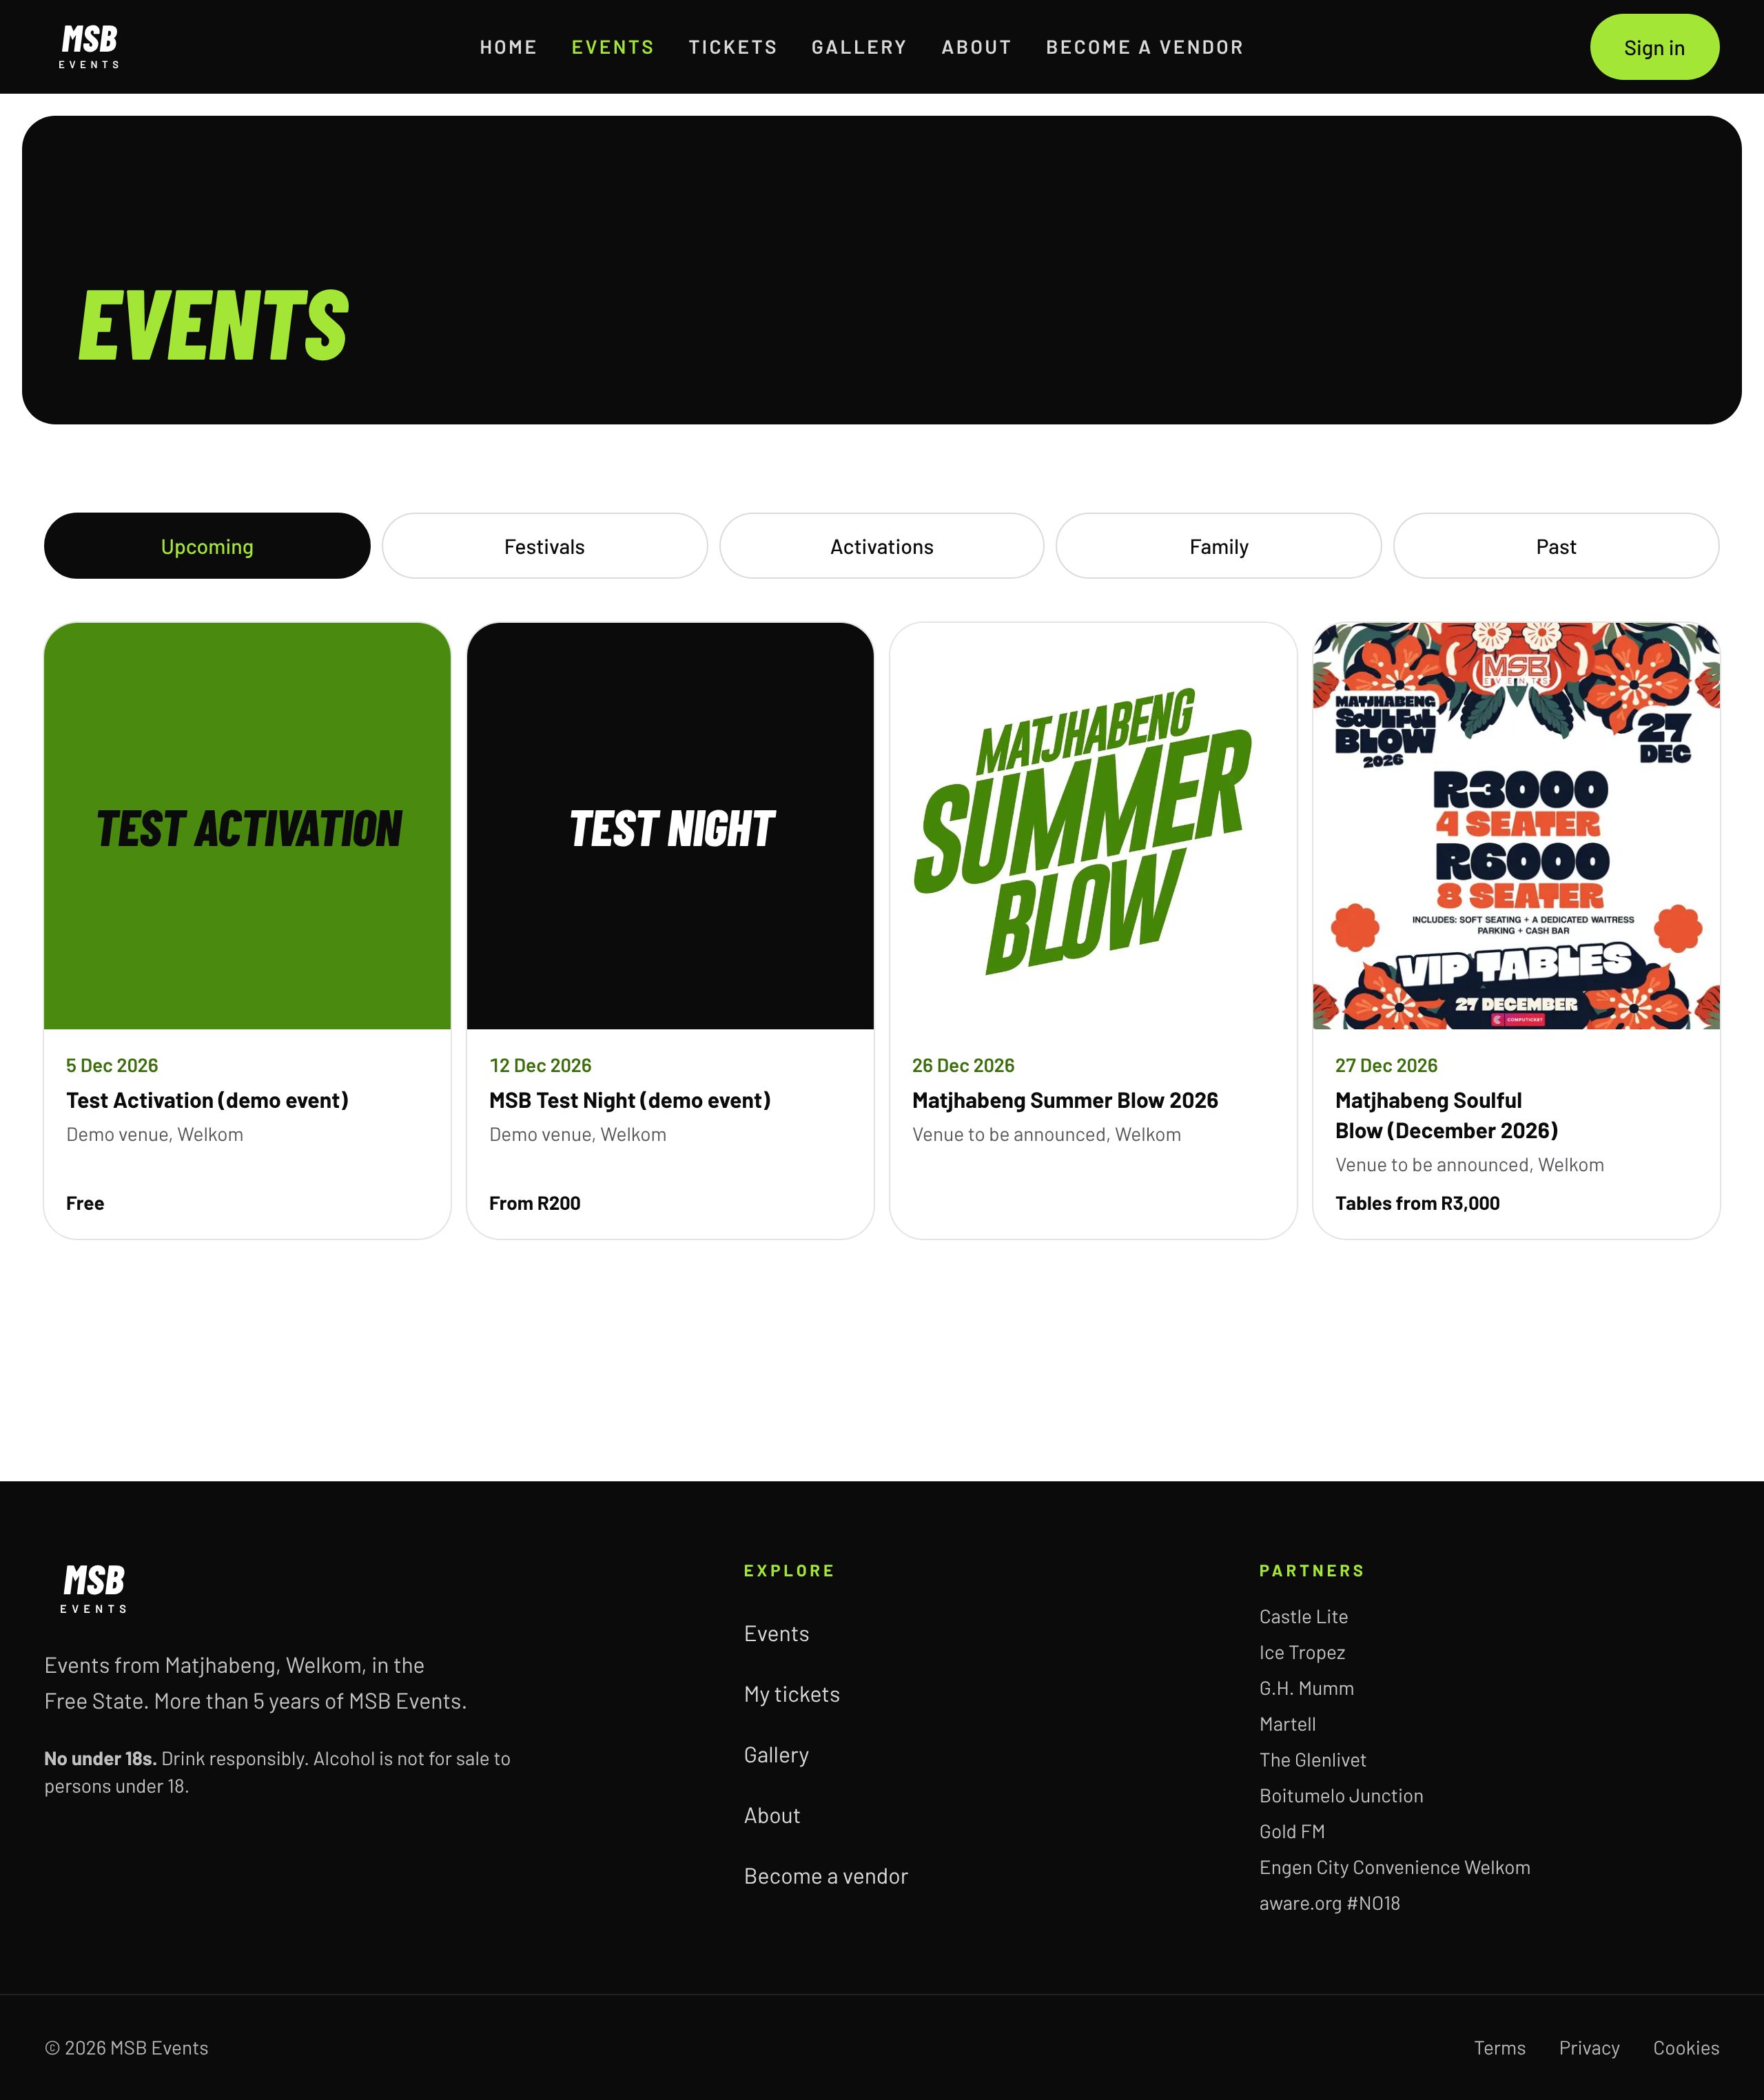 MSB
EVENTS
HOME
EVENTS
TICKETS
GALLERY
ABOUT
BECOME A VENDOR
Sign in
EVENTS
Upcoming
Festivals
Activations
Family
Past
TEST ACTIVATION
5 Dec 2026
Test Activation (demo event)
Demo venue, Welkom
Free
TEST NIGHT
12 Dec 2026
MSB Test Night (demo event)
Demo venue, Welkom
From R200
MATJHABENG
SUMMER
BLOW
26 Dec 2026
Matjhabeng Summer Blow 2026
Venue to be announced, Welkom
MSB
EVENTS
MATJHABENG
SOULFUL
BLOW
2026
27
DEC
R3000
4 SEATER
R6000
8 SEATER
INCLUDES: SOFT SEATING + A DEDICATED WAITRESS
PARKING + CASH BAR
VIP TABLES
27 DECEMBER
COMPUTICKET
27 Dec 2026
Matjhabeng Soulful
Blow (December 2026)
Venue to be announced, Welkom
Tables from R3,000
MSB
EVENTS
Events from Matjhabeng, Welkom, in the
Free State. More than 5 years of MSB Events.
No under 18s. Drink responsibly. Alcohol is not for sale to
persons under 18.
EXPLORE
Events
My tickets
Gallery
About
Become a vendor
PARTNERS
Castle Lite
Ice Tropez
G.H. Mumm
Martell
The Glenlivet
Boitumelo Junction
Gold FM
Engen City Convenience Welkom
aware.org #NO18
© 2026 MSB Events
Terms
Privacy
Cookies